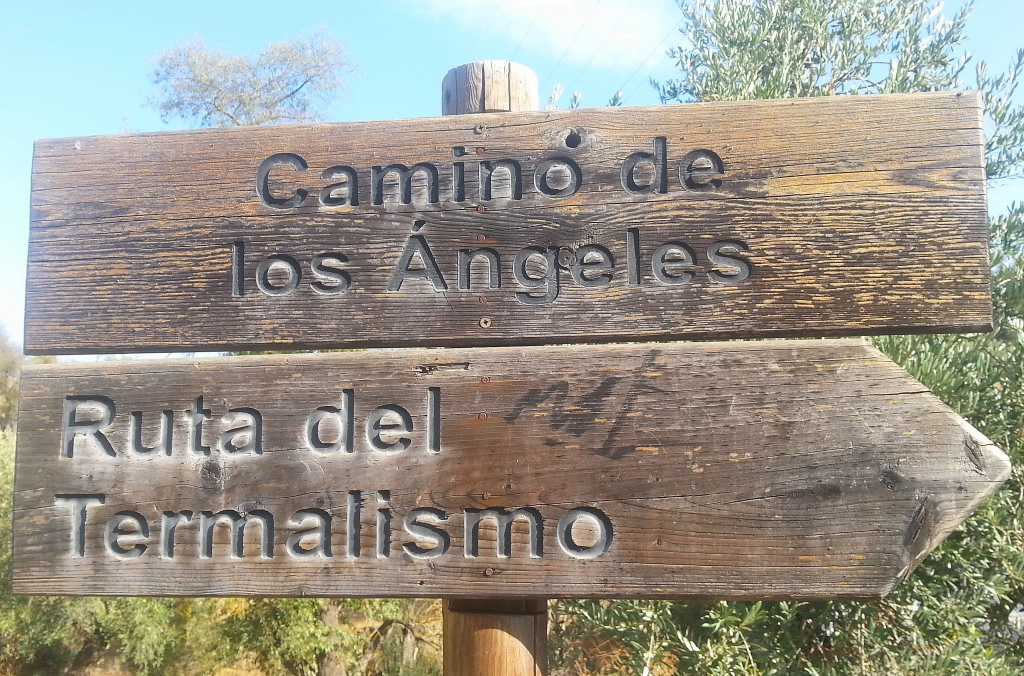 Camino de
los Ángeles
Ruta del
Termalismo